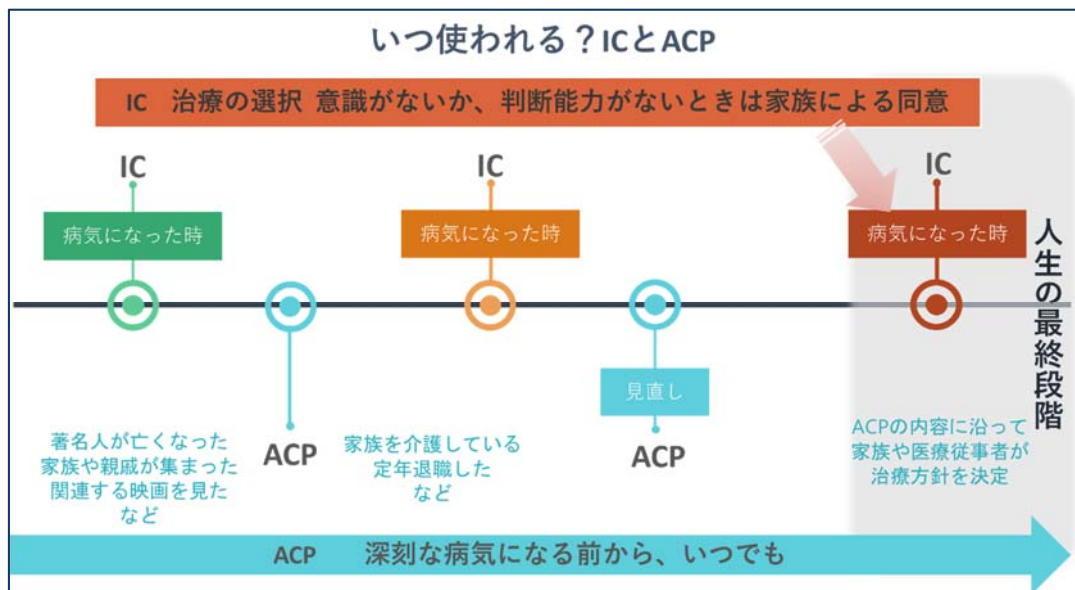 いつ使われる？ICとACP
IC 治療の選択 意識がないか、判断能力がないときは家族による同意
IC
病気になった時
IC
病気になった時
IC
病気になった時
人生の最終段階
見直し
ACP
ACP
著名人が亡くなった
家族や親戚が集まった
関連する映画を見た
など
家族を介護している
定年退職した
など
ACPの内容に沿って
家族や医療従事者が
治療方針を決定
ACP 深刻な病気になる前から、いつでも